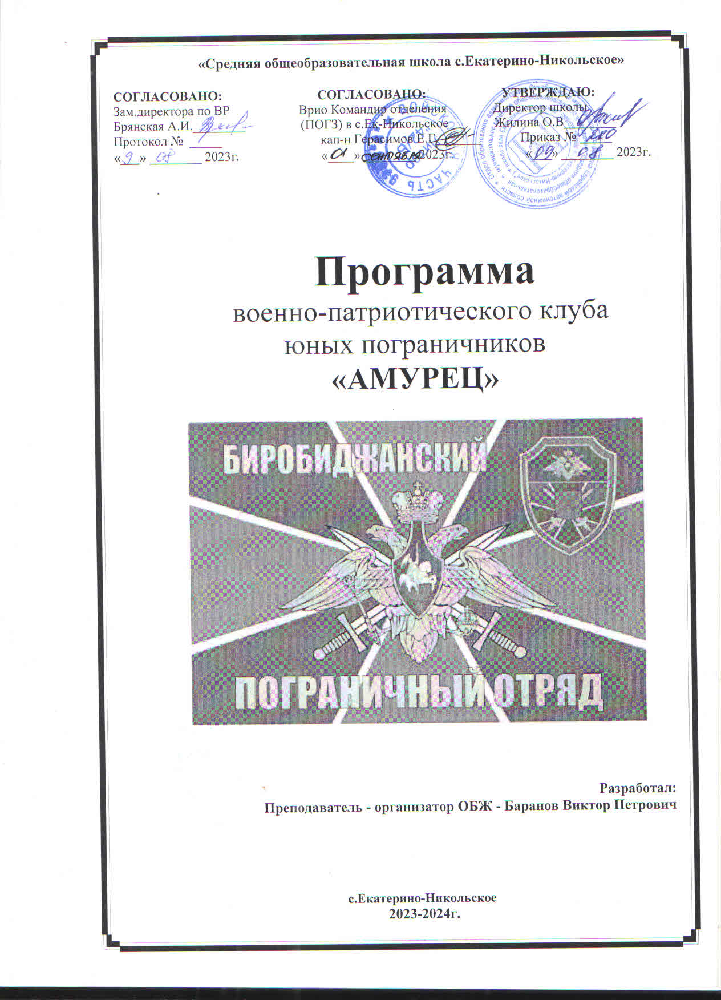 «Средняя общеобразовательная школа с.Екатерино-Никольское»
СОГЛАСОВАНО:
Зам.директора по ВР
Брянская А.И.
Протокол №
«9» 08 2023г.
СОГЛАСОВАНО:
Врио Командир отделения
(ПОГЗ) в с.Ек-Никольское
кап-н Герасимов Е.Г.
«01» сентября 2023г.
УТВЕРЖДАЮ:
Директор школы.
Жилина О.В
Приказ №
«09» 08 2023г.
ВОЙСКОВАЯ ЧАСТЬ
Программа
военно-патриотического клуба
юных пограничников
«АМУРЕЦ»
БИРОБИДЖАНСКИЙ
ПОГРАНИЧНЫЙ ОТРЯД
Разработал:
Преподаватель - организатор ОБЖ - Баранов Виктор Петрович
с.Екатерино-Никольское
2023-2024г.